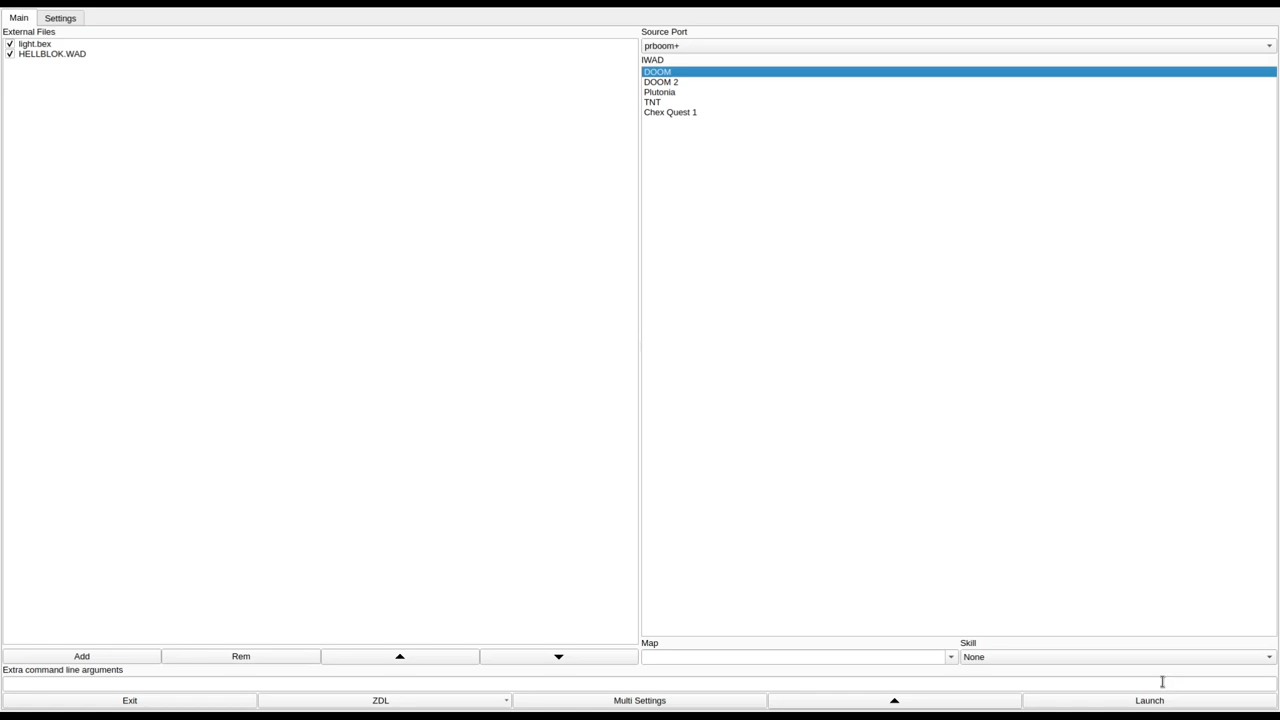 Main Settings
External Files
light.bex
HELLBLOK.WAD
Source Port
prboom+
IWAD
DOOM
DOOM 2
Plutonia
TNT
Chex Quest 1
Add Rem
Map
Skill
None
Extra command line arguments
Exit ZDL Multi Settings Launch